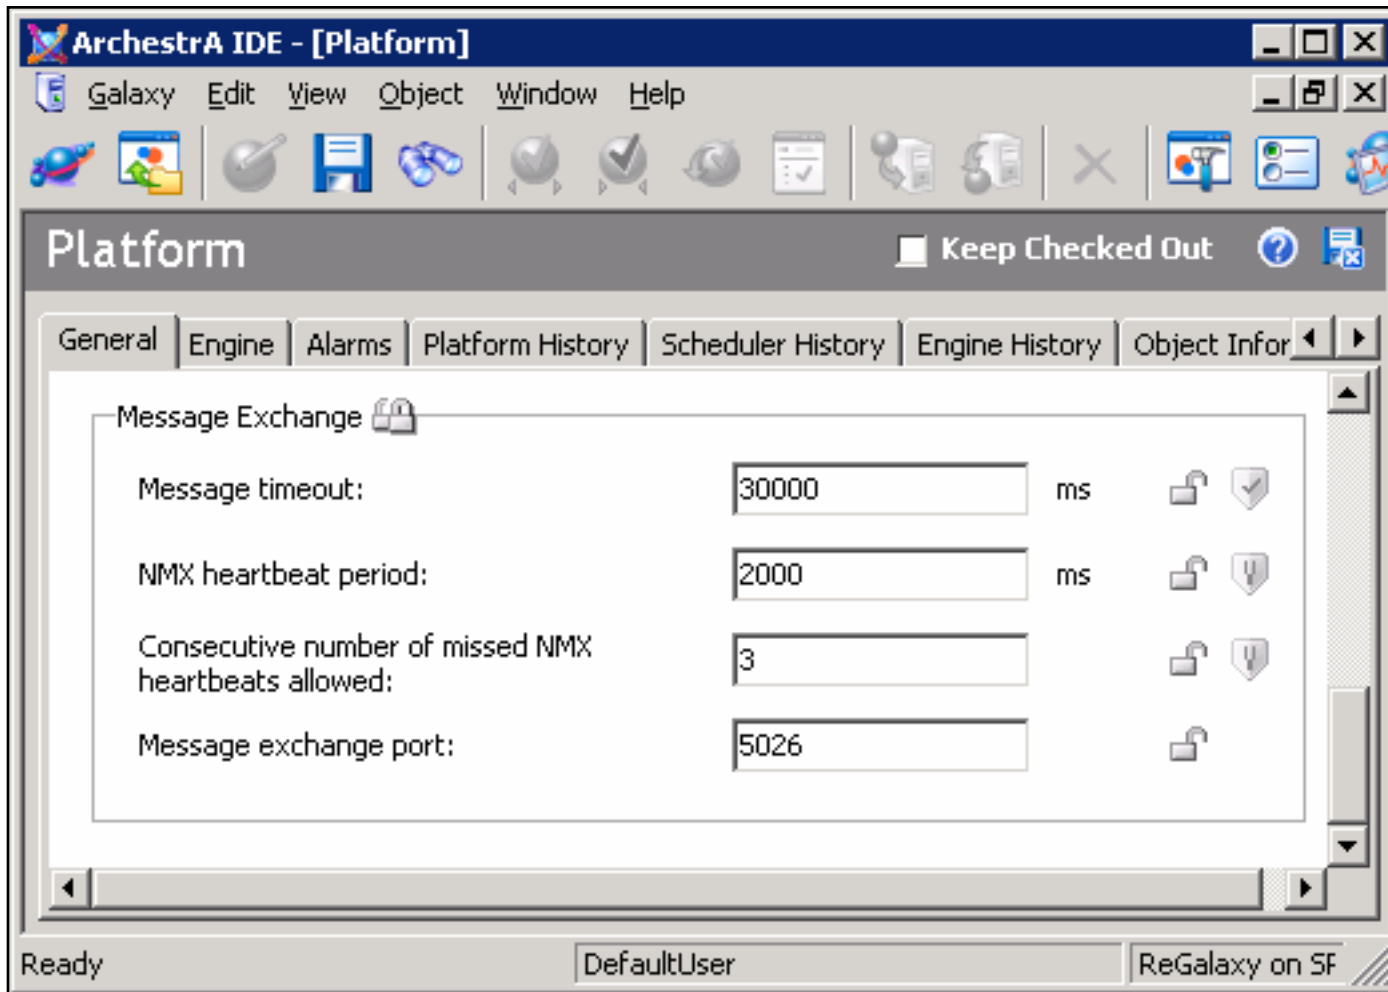 ArchestrA IDE - [Platform]
Galaxy Edit View Object Window Help
Platform Keep Checked Out
General Engine Alarms Platform History Scheduler History Engine History Object Infor
Message Exchange
Message timeout: 30000 ms
NMX heartbeat period: 2000 ms
Consecutive number of missed NMX
heartbeats allowed: 3
Message exchange port: 5026
Ready DefaultUser ReGalaxy on SF